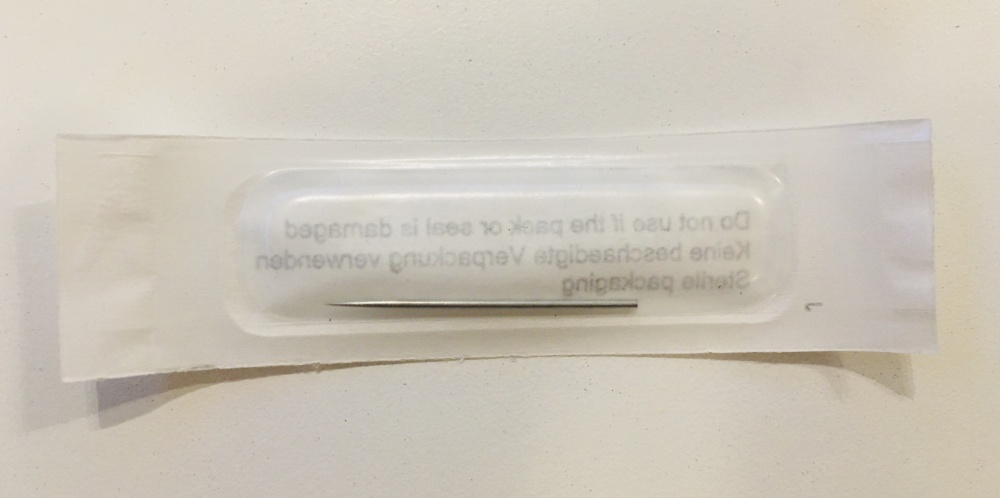 Do not use if the pack or seal is damaged
Keine beschaedigte Verpackung verwenden
Sterile packaging